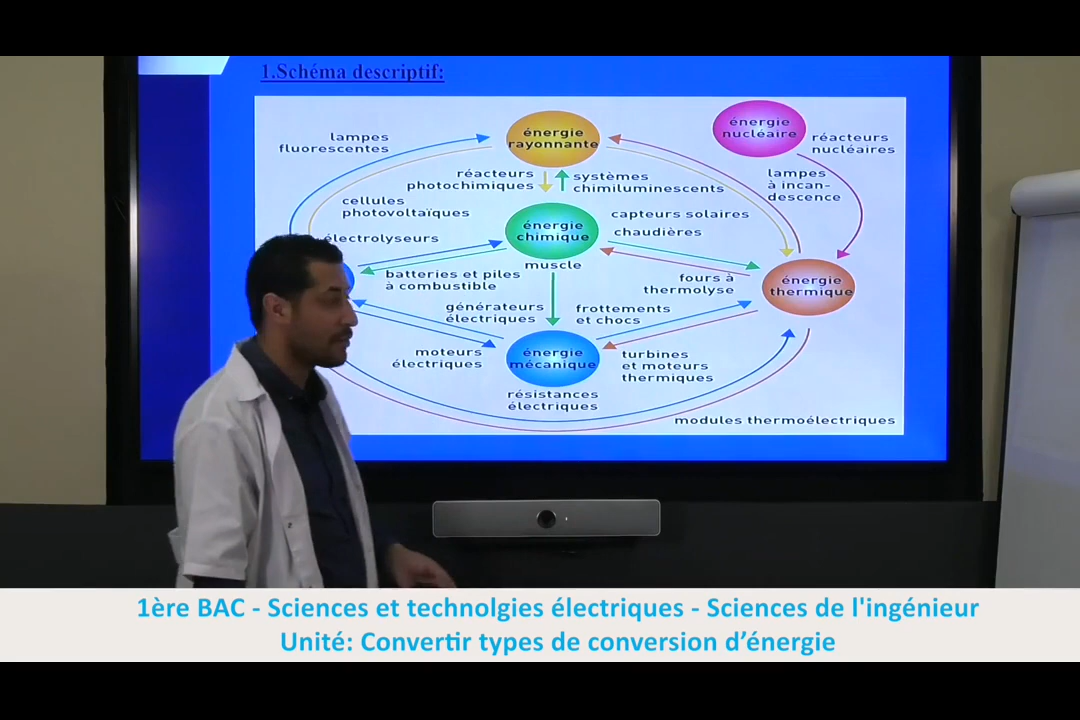 1.Schéma descriptif:
énergie
rayonnante
énergie
nucléaire
réacteurs
nucléaires
lampes
fluorescentes
réacteurs
photochimiques
systèmes
chimiluminescents
lampes
à incan-
descence
cellules
photovoltaïques
énergie
chimique
capteurs solaires
chaudières
électrolyseurs
muscle
batteries et piles
à combustible
fours à
thermolyse
énergie
thermique
générateurs
électriques
frottements
et chocs
moteurs
électriques
énergie
mécanique
turbines
et moteurs
thermiques
résistances
électriques
modules thermoélectriques
1ère BAC - Sciences et technolgies électriques - Sciences de l'ingénieur
Unité: Convertir types de conversion d’énergie